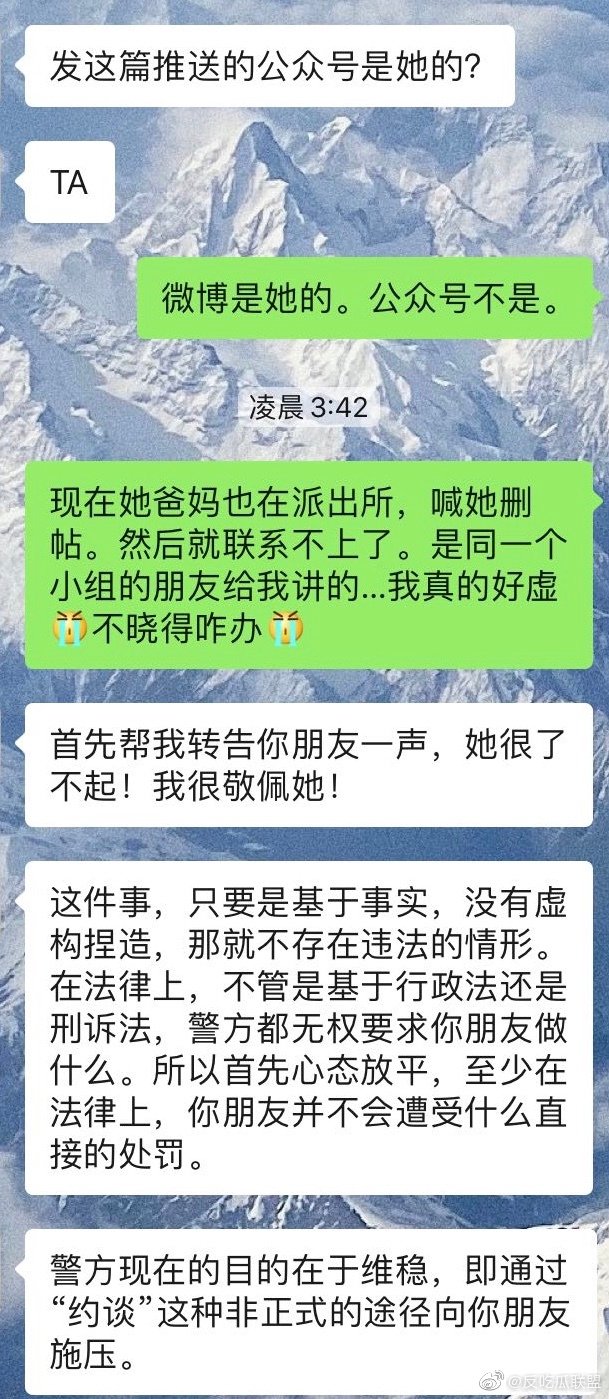 发这篇推送的公众号是她的？
TA
微博是她的。公众号不是。
凌晨 3:42
现在她爸妈也在派出所，喊她删
帖。然后就联系不上了。是同一个
小组的朋友给我讲的...我真的好虚
😭不晓得咋办😭
首先帮我转告你朋友一声，她很了
不起！我很敬佩她！
这件事，只要是基于事实，没有虚
构捏造，那就不存在违法的情形。
在法律上，不管是基于行政法还是
刑诉法，警方都无权要求你朋友做
什么。所以首先心态放平，至少在
法律上，你朋友并不会遭受什么直
接的处罚。
警方现在的目的在于维稳，即通过
“约谈”这种非正式的途径向你朋友
施压。
@反吃瓜联盟